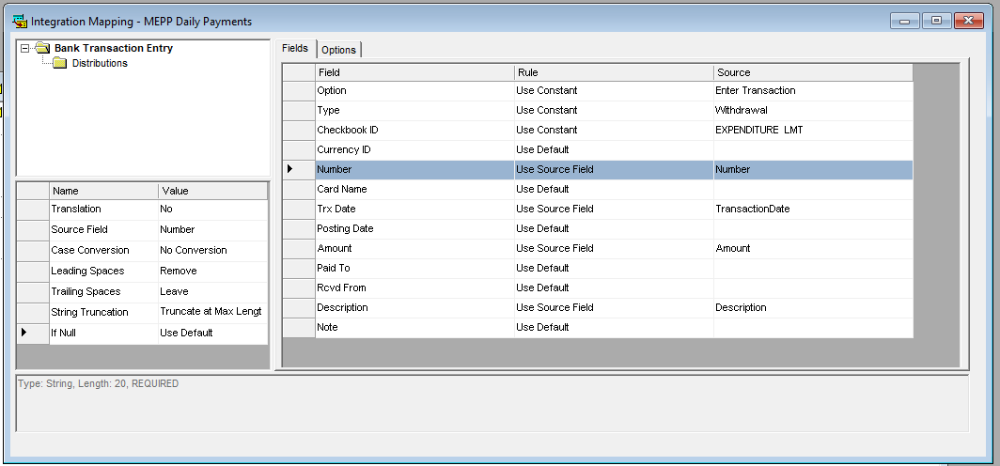 Integration Mapping - MEPP Daily Payments
Bank Transaction Entry
Distributions
Name Value
Translation No
Source Field Number
Case Conversion No Conversion
Leading Spaces Remove
Trailing Spaces Leave
String Truncation Truncate at Max Lengt
If Null Use Default
Fields Options
Field Rule Source
Option Use Constant Enter Transaction
Type Use Constant Withdrawal
Checkbook ID Use Constant EXPENDITURE LMT
Currency ID Use Default
Number Use Source Field Number
Card Name Use Default
Trx Date Use Source Field TransactionDate
Posting Date Use Default
Amount Use Source Field Amount
Paid To Use Default
Rcvd From Use Default
Description Use Source Field Description
Note Use Default
Type: String, Length: 20, REQUIRED